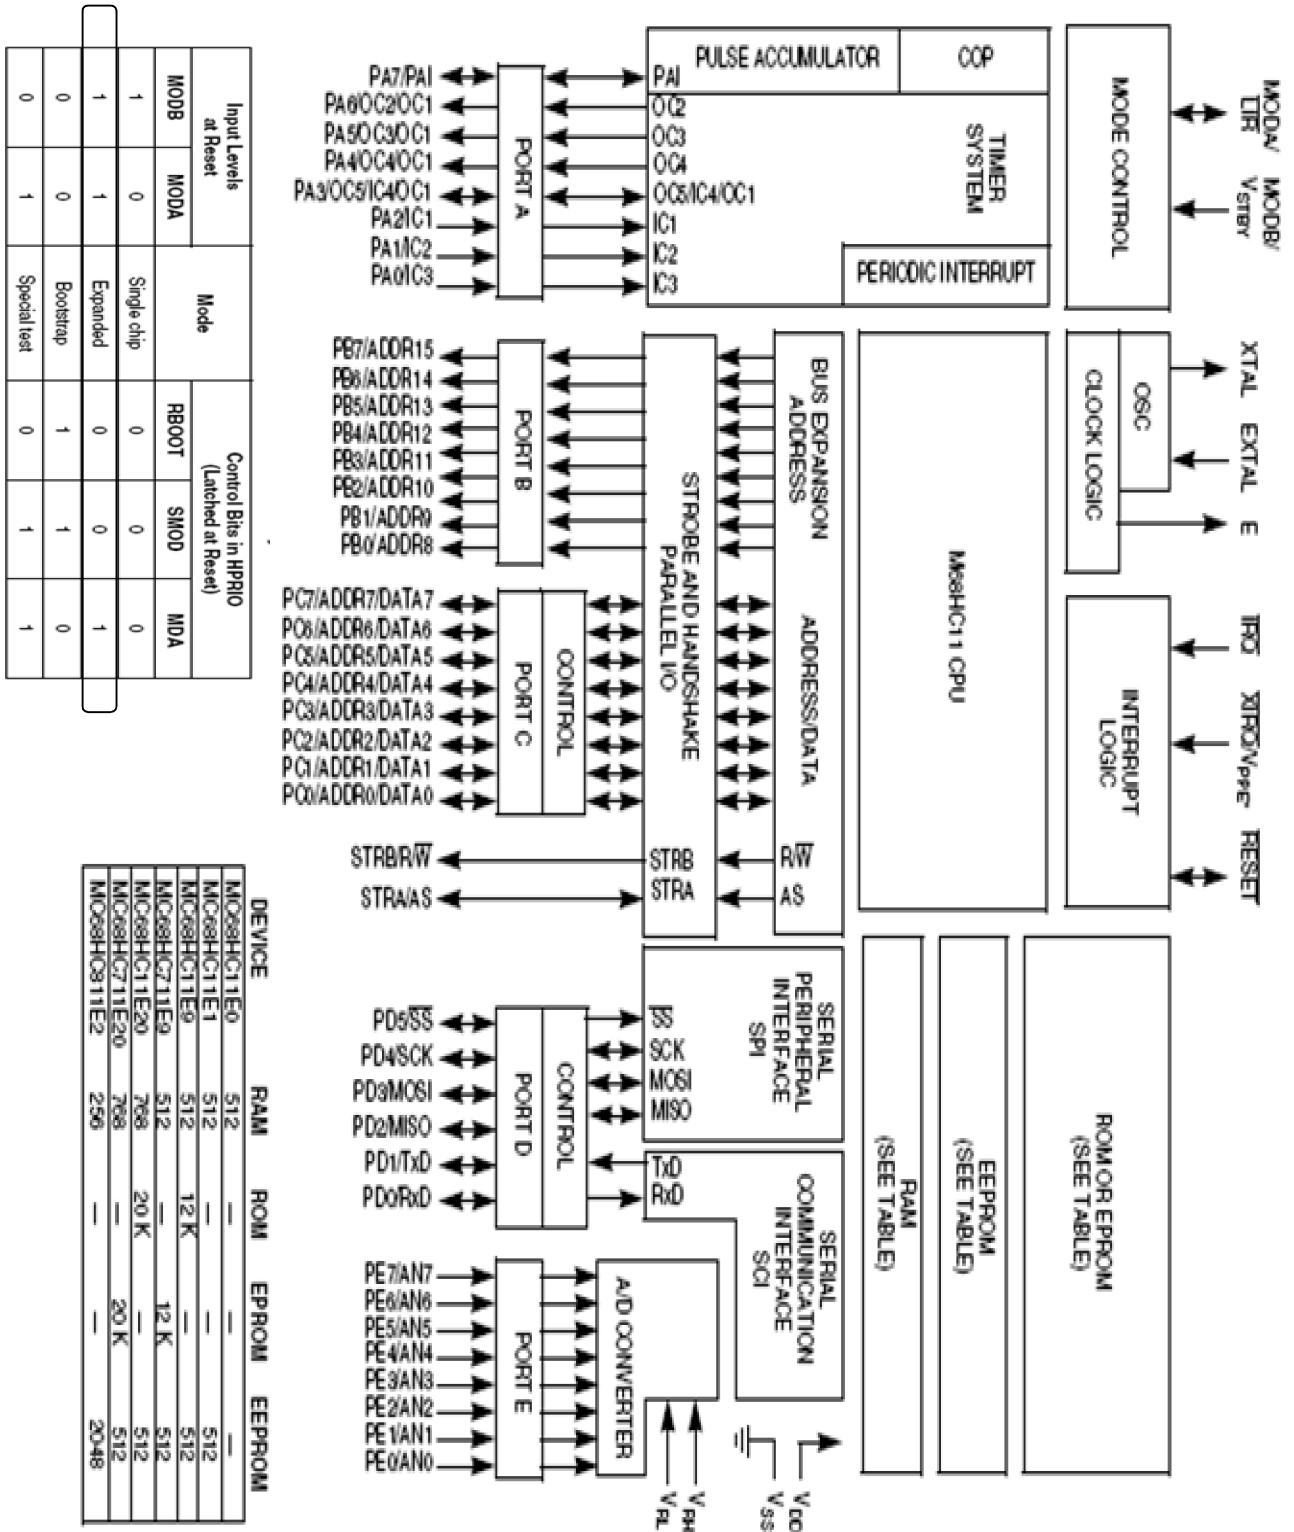 MODA/
LIR
MODB/
VSTBY
XTAL
EXTAL
E
IRQ
XIRQ/VPPE*
RESET
MODE CONTROL
OSC
CLOCK LOGIC
INTERRUPT
LOGIC
ROM OR EPROM
(SEE TABLE)
PULSE ACCUMULATOR
COP
TIMER
SYSTEM
PERIODIC INTERRUPT
M68HC11 CPU
EEPROM
(SEE TABLE)
RAM
(SEE TABLE)
PAI
OC2
OC3
OC4
OC5/IC4/OC1
IC1
IC2
IC3
BUS EXPANSION
ADDRESS
ADDRESS/DATA
R/W
AS
STROBE AND HANDSHAKE
PARALLEL I/O
STRB
STRA
SERIAL
PERIPHERAL
INTERFACE
SPI
SS
SCK
MOSI
MISO
SERIAL
COMMUNICATION
INTERFACE
SCI
TxD
RxD
VDD
VSS
VRH
VRL
A/D CONVERTER
CONTROL
CONTROL
PORT A
PORT B
PORT C
PORT D
PORT E
PA7/PAI
PA6/OC2/OC1
PA5/OC3/OC1
PA4/OC4/OC1
PA3/OC5/IC4/OC1
PA2/IC1
PA1/IC2
PA0/IC3
PB7/ADDR15
PB6/ADDR14
PB5/ADDR13
PB4/ADDR12
PB3/ADDR11
PB2/ADDR10
PB1/ADDR9
PB0/ADDR8
PC7/ADDR7/DATA7
PC6/ADDR6/DATA6
PC5/ADDR5/DATA5
PC4/ADDR4/DATA4
PC3/ADDR3/DATA3
PC2/ADDR2/DATA2
PC1/ADDR1/DATA1
PC0/ADDR0/DATA0
STRB/R/W
STRA/AS
PD5/SS
PD4/SCK
PD3/MOSI
PD2/MISO
PD1/TxD
PD0/RxD
PE7/AN7
PE6/AN6
PE5/AN5
PE4/AN4
PE3/AN3
PE2/AN2
PE1/AN1
PE0/AN0
Input Levels
at Reset
Mode
Control Bits in HPRIO
(Latched at Reset)
MODB MODA RBOOT SMOD MDA
1 0 Single chip 0 0 0
1 1 Expanded 0 0 1
0 0 Bootstrap 1 1 0
0 1 Special test 0 1 1
DEVICE RAM ROM EPROM EEPROM
MC68HC11E0 512 — — —
MC68HC11E1 512 — — 512
MC68HC11E9 512 12 K — 512
MC68HC711E9 512 — 12 K 512
MC68HC11E20 768 20 K — 512
MC68HC711E20 768 — 20 K 512
MC68HC811E2 256 — — 2048